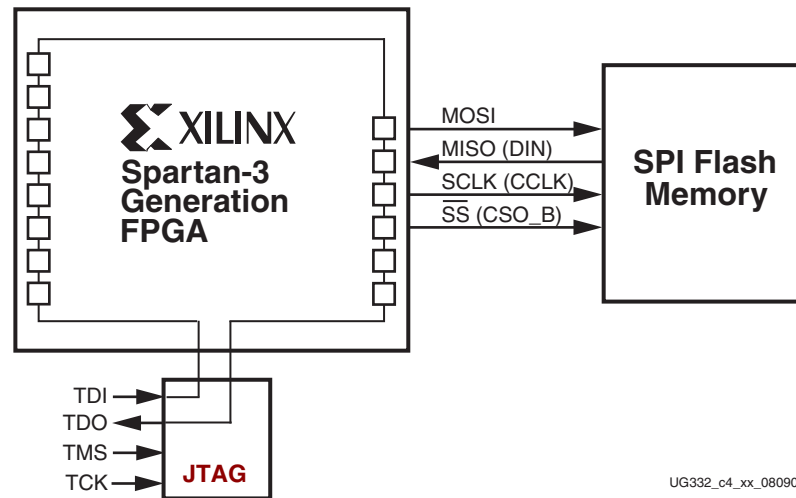 XILINX
Spartan-3
Generation
FPGA
MOSI
MISO (DIN)
SCLK (CCLK)
SS (CSO_B)
SPI Flash
Memory
TDI
TDO
TMS
TCK
JTAG
UG332_c4_xx_08090